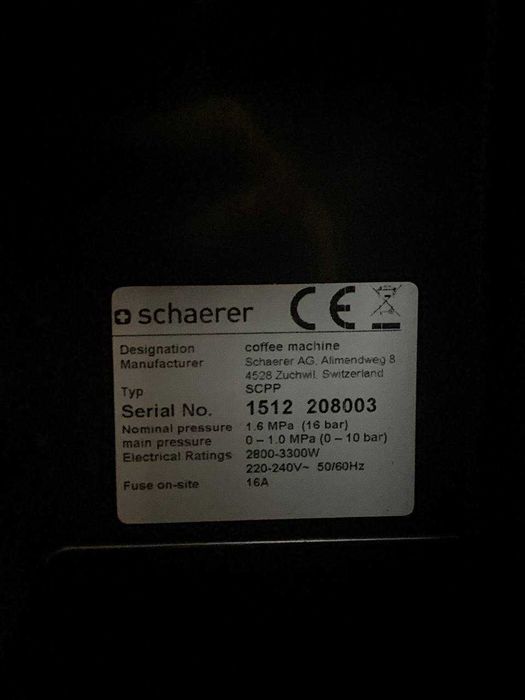 schaerer CE
Designation coffee machine
Manufacturer Schaerer AG, Allmendweg 8
4528 Zuchwil, Switzerland
Typ SCPP
Serial No. 1512 208003
Nominal pressure 1.6 MPa (16 bar)
main pressure 0 – 1.0 MPa (0 – 10 bar)
Electrical Ratings 2800-3300W
220-240V~ 50/60Hz
Fuse on-site 16A